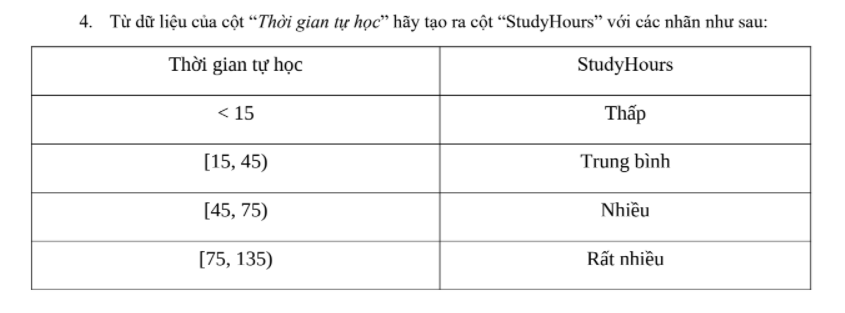 4. Từ dữ liệu của cột “Thời gian tự học” hãy tạo ra cột “StudyHours” với các nhãn như sau:
Thời gian tự học StudyHours
< 15 Thấp
[15, 45) Trung bình
[45, 75) Nhiều
[75, 135) Rất nhiều